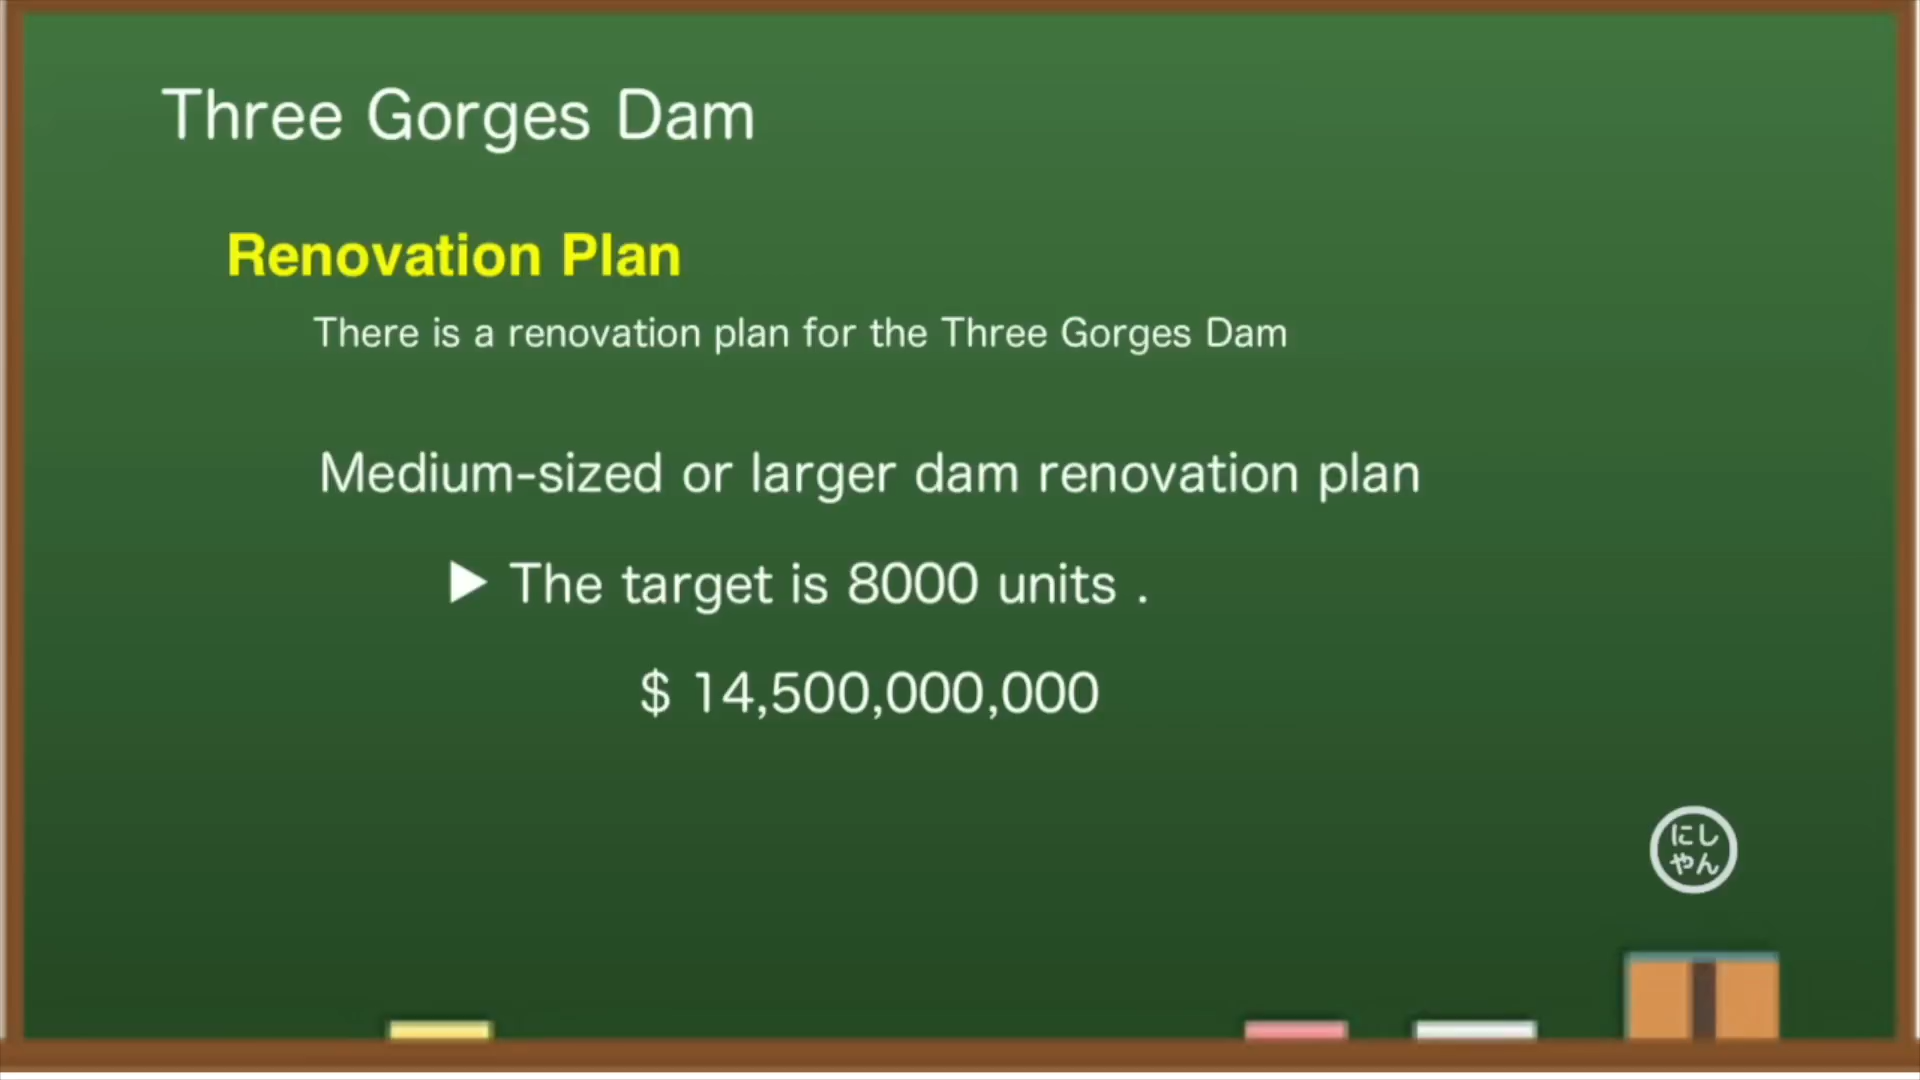 Three Gorges Dam
Renovation Plan
There is a renovation plan for the Three Gorges Dam
Medium-sized or larger dam renovation plan
▶ The target is 8000 units .
$ 14,500,000,000
にし
やん